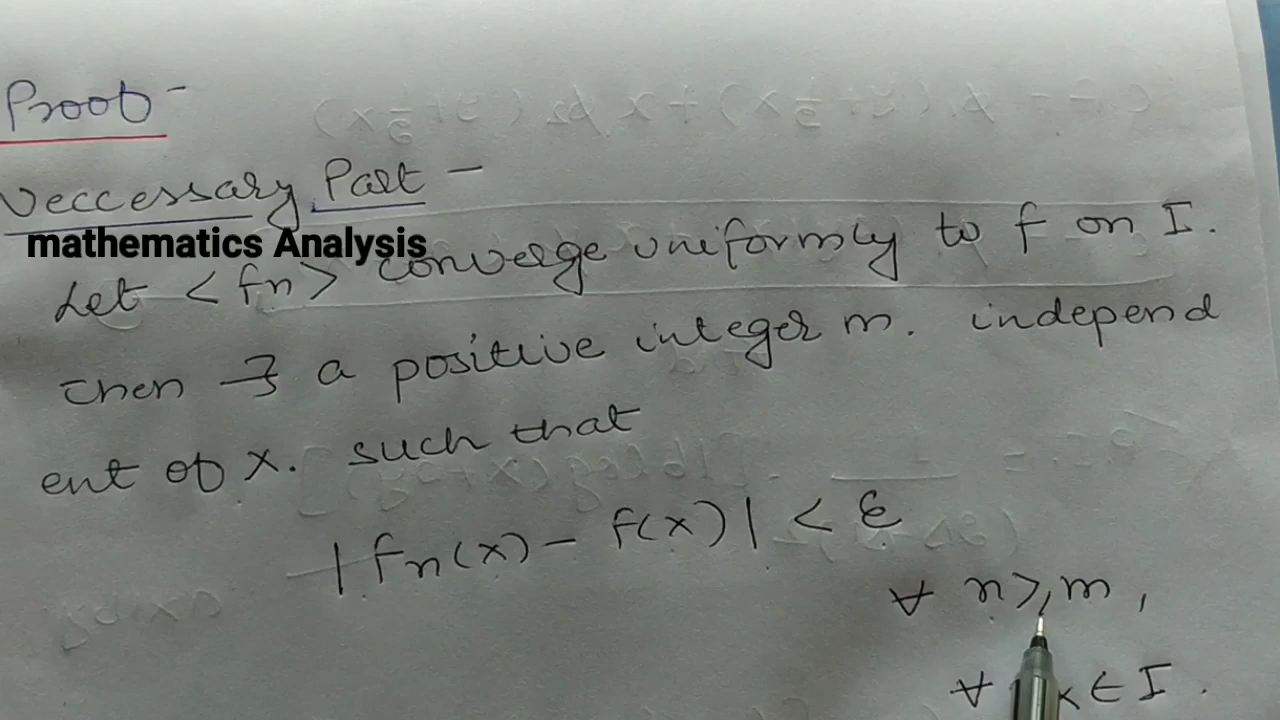 Proof -
Neccessary Part -
mathematics Analysis
Let <fn> converge uniformly to f on I.
then ∃ a positive integer m. independ
ent of x. such that
|fn(x) - f(x)| < ε
∀ n ≥ m,
∀ x ∈ I.